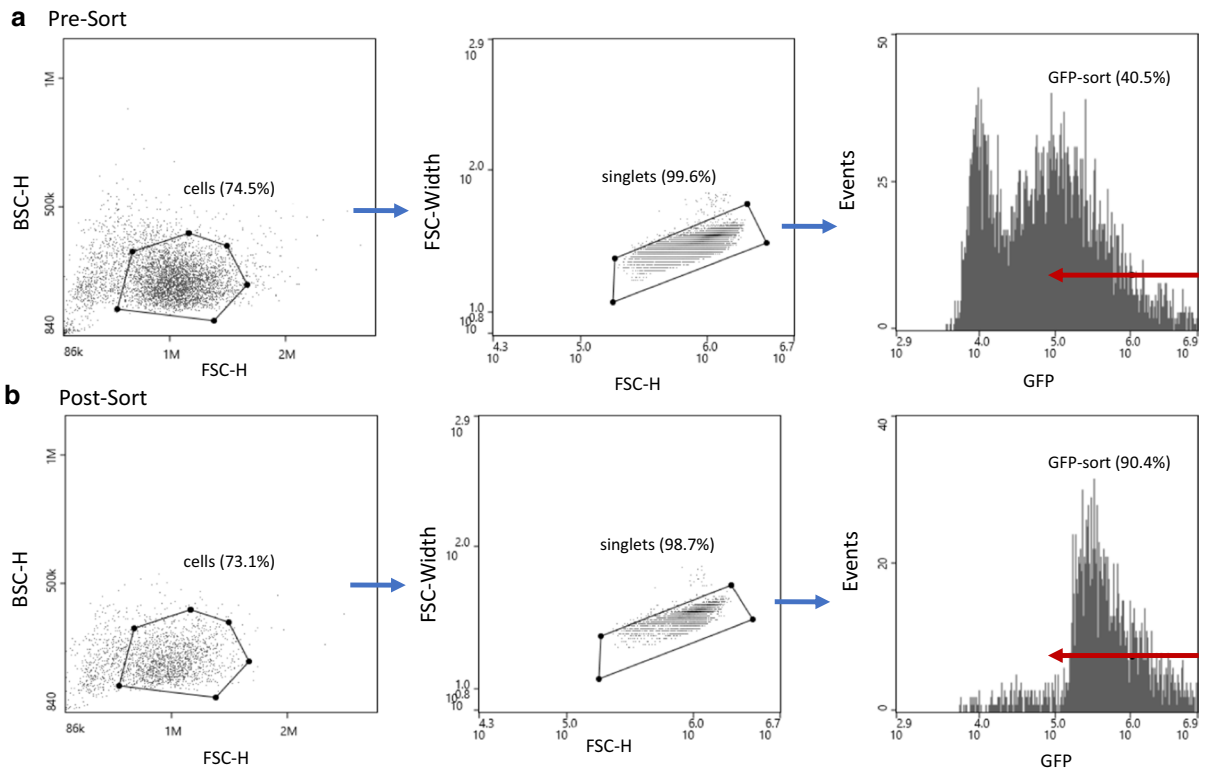 a Pre-Sort
BSC-H
1M
500k
840
cells (74.5%)
86k 1M 2M
FSC-H
FSC-Width
10 2.9
10 2.0
10 1.0
10 0.8
singlets (99.6%)
10 4.3 10 5.0 10 6.0 10 6.7
FSC-H
Events
50
25
0
GFP-sort (40.5%)
10 2.9 10 4.0 10 5.0 10 6.0 10 6.9
GFP
b Post-Sort
BSC-H
1M
500k
840
cells (73.1%)
86k 1M 2M
FSC-H
FSC-Width
10 2.9
10 2.0
10 1.0
10 0.8
singlets (98.7%)
10 4.3 10 5.0 10 6.0 10 6.7
FSC-H
Events
40
20
0
GFP-sort (90.4%)
10 2.9 10 4.0 10 5.0 10 6.0 10 6.9
GFP